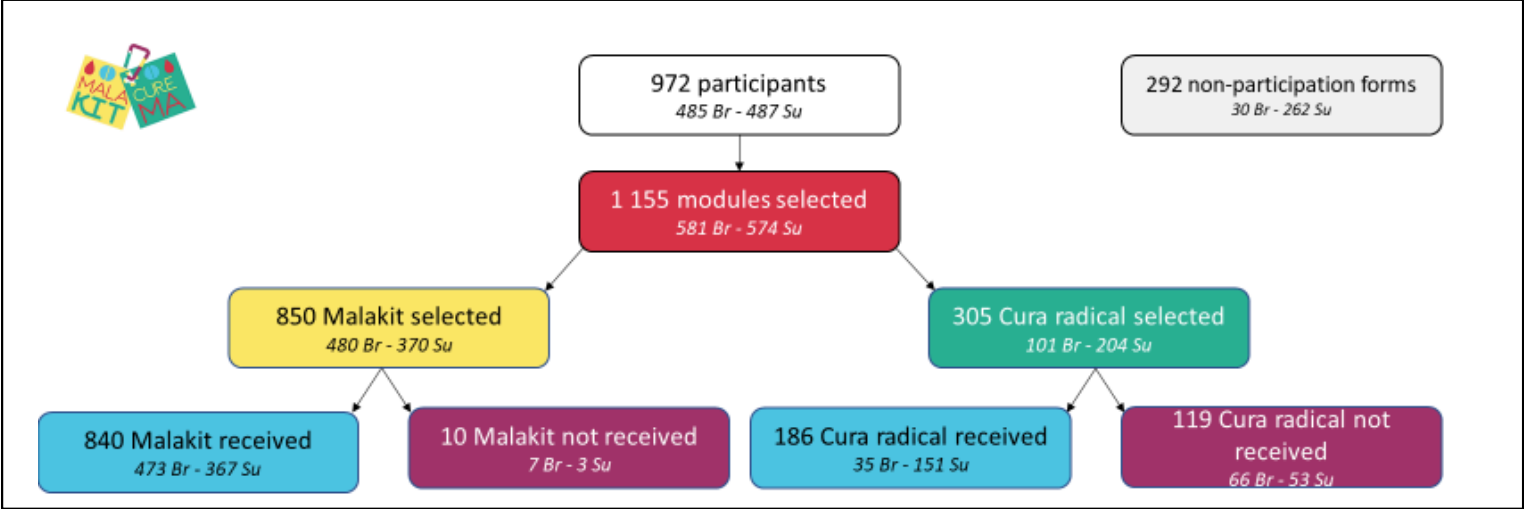 MALA
KIT
CURE
MA
972 participants
485 Br - 487 Su
292 non-participation forms
30 Br - 262 Su
1 155 modules selected
581 Br - 574 Su
850 Malakit selected
480 Br - 370 Su
305 Cura radical selected
101 Br - 204 Su
840 Malakit received
473 Br - 367 Su
10 Malakit not received
7 Br - 3 Su
186 Cura radical received
35 Br - 151 Su
119 Cura radical not
received
66 Br - 53 Su